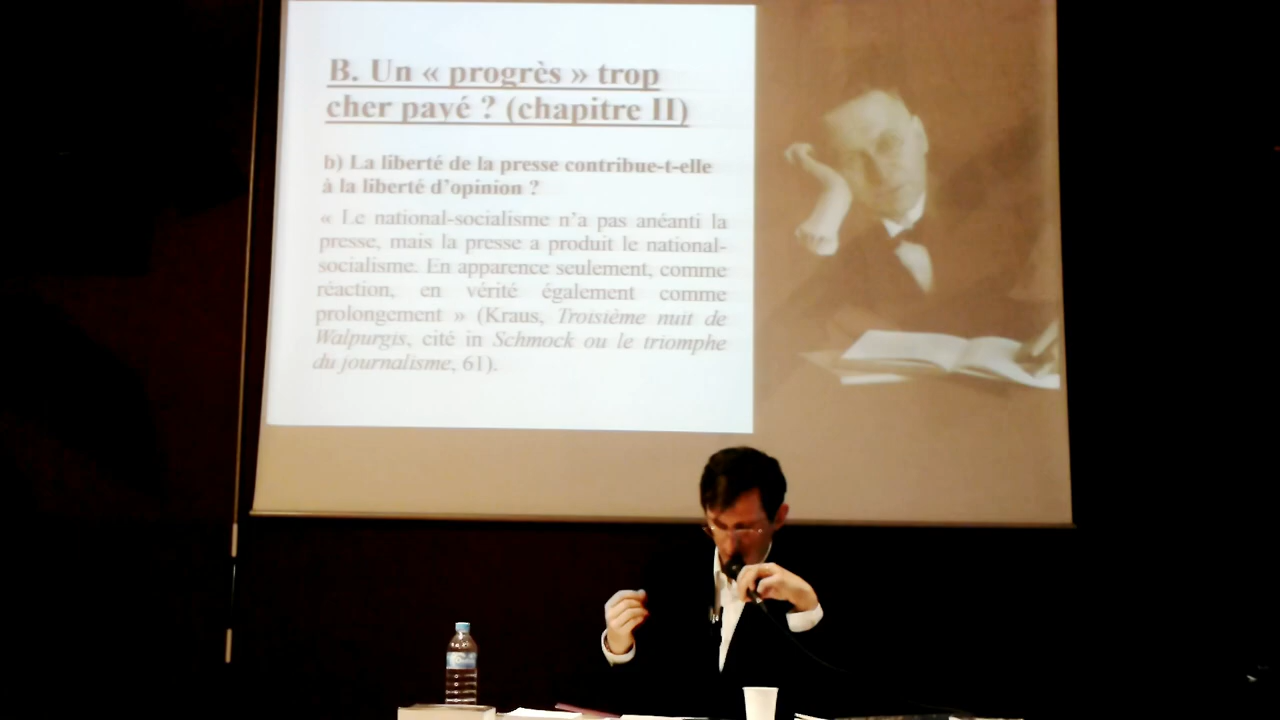 B. Un « progrès » trop
cher payé ? (chapitre II)
b) La liberté de la presse contribue-t-elle
à la liberté d'opinion ?
« Le national-socialisme n'a pas anéanti la
presse, mais la presse a produit le national-
socialisme. En apparence seulement, comme
réaction, en vérité également comme
prolongement » (Kraus, Troisième nuit de
Walpurgis, cité in Schmock ou le triomphe
du journalisme, 61).